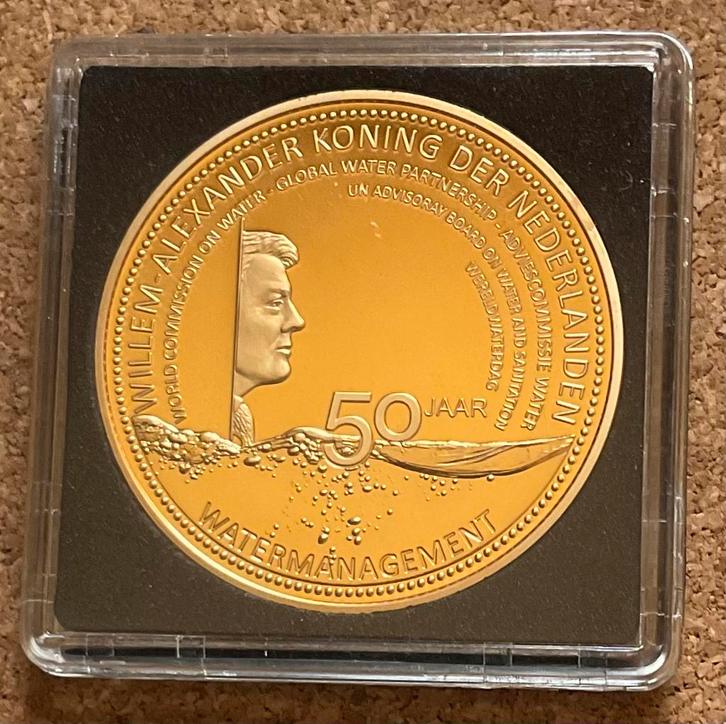 WILLEM-ALEXANDER KONING DER NEDERLANDEN
WORLD COMMISSION ON WATER - GLOBAL WATER PARTNERSHIP - ADVIESCOMMISSIE WATER
UN ADVISORAY BOARD ON WATER AND SANITATION
WERELDWATERDAG
50 JAAR
WATERMANAGEMENT